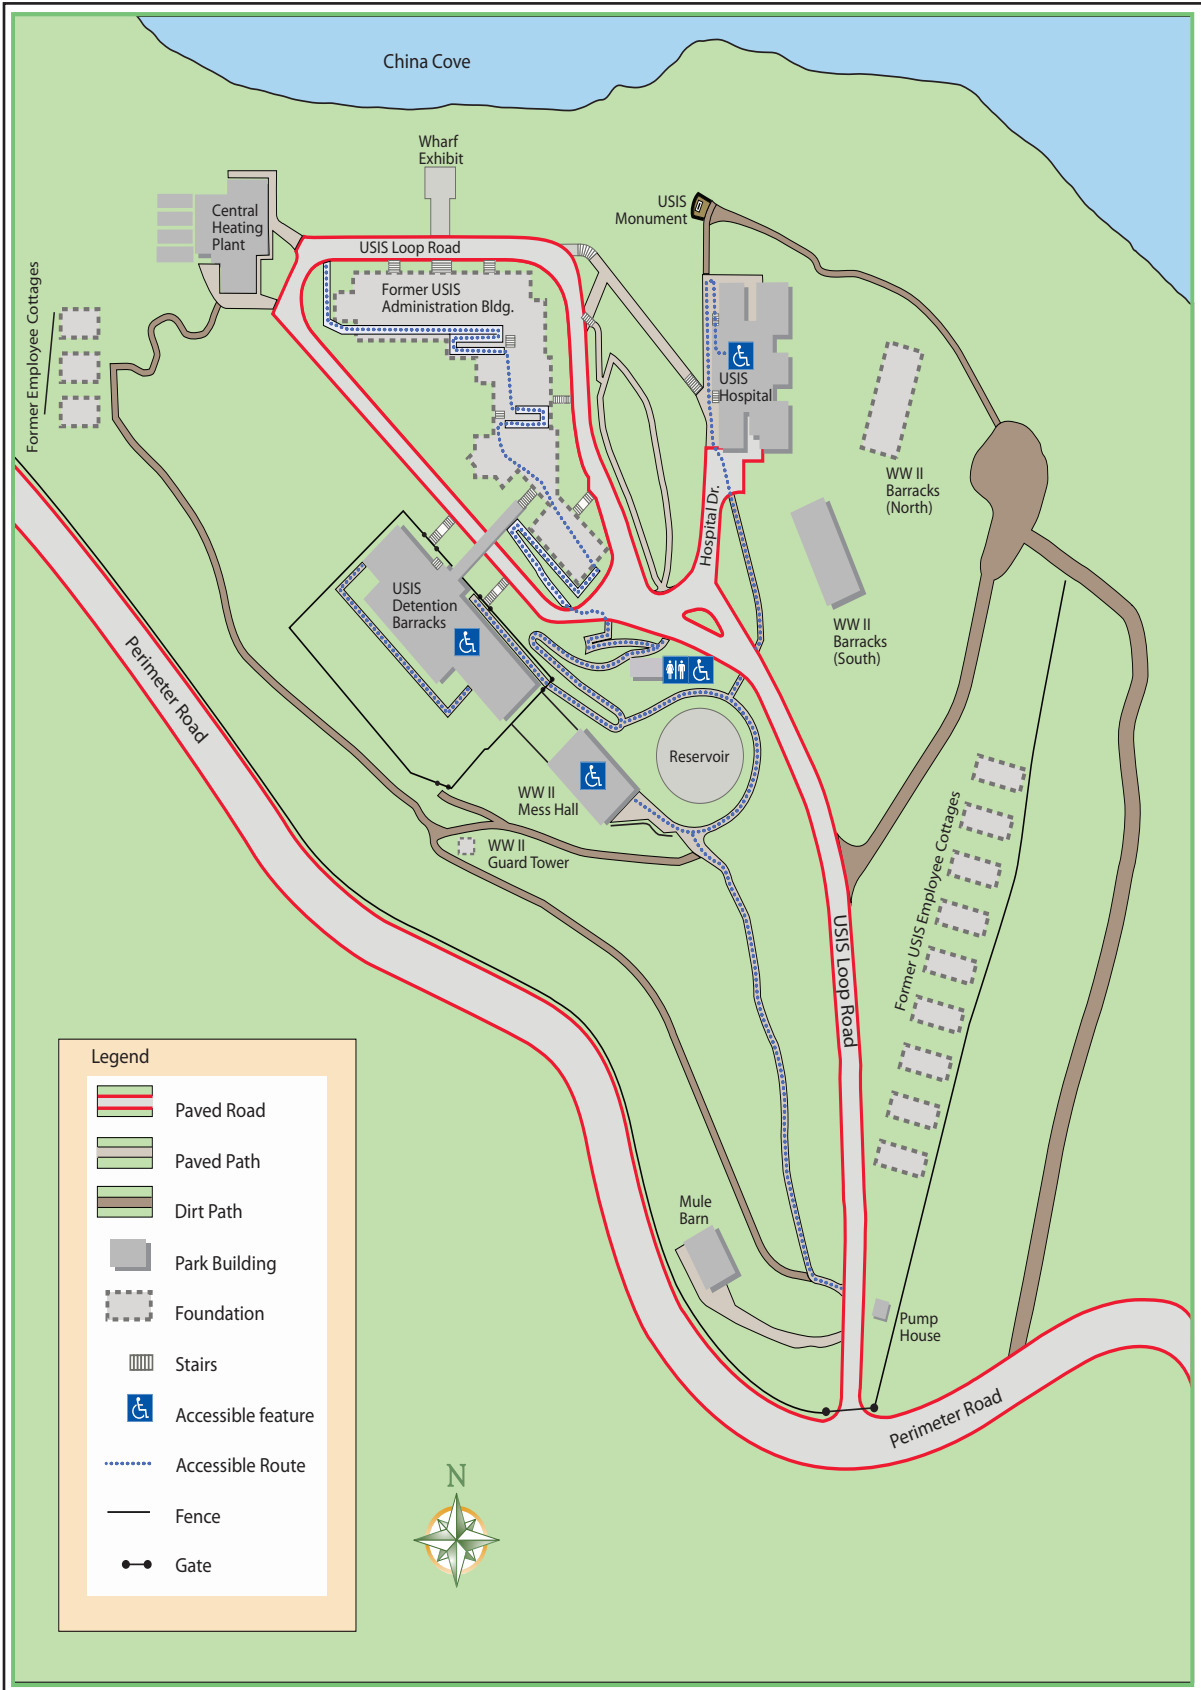 China Cove
Wharf
Exhibit
USIS
Monument
Central
Heating
Plant
USIS Loop Road
Former USIS
Administration Bldg.
Former Employee Cottages
USIS
Hospital
WW II
Barracks
(North)
Hospital Dr.
USIS
Detention
Barracks
WW II
Barracks
(South)
Perimeter Road
Reservoir
WW II
Mess Hall
WW II
Guard Tower
Former USIS Employee Cottages
USIS Loop Road
Mule
Barn
Pump
House
Perimeter Road
Legend
Paved Road
Paved Path
Dirt Path
Park Building
Foundation
Stairs
Accessible feature
Accessible Route
Fence
Gate
N